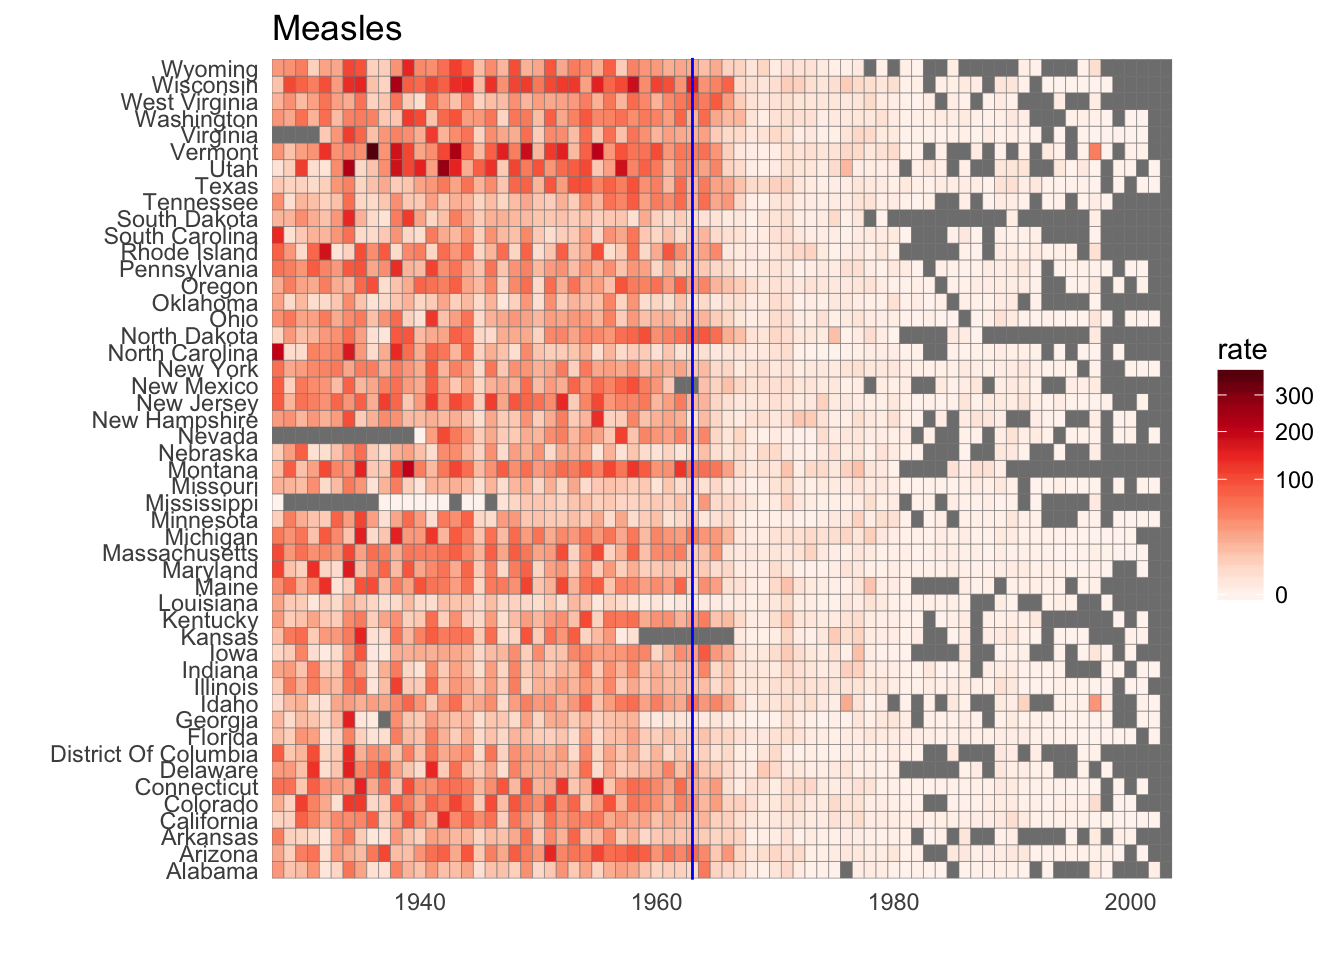 Measles
Wyoming
Wisconsin
West Virginia
Washington
Virginia
Vermont
Utah
Texas
Tennessee
South Dakota
South Carolina
Rhode Island
Pennsylvania
Oregon
Oklahoma
Ohio
North Dakota
North Carolina
New York
New Mexico
New Jersey
New Hampshire
Nevada
Nebraska
Montana
Missouri
Mississippi
Minnesota
Michigan
Massachusetts
Maryland
Maine
Louisiana
Kentucky
Kansas
Iowa
Indiana
Illinois
Idaho
Georgia
Florida
District Of Columbia
Delaware
Connecticut
Colorado
California
Arkansas
Arizona
Alabama
1940 1960 1980 2000
rate
300
200
100
0